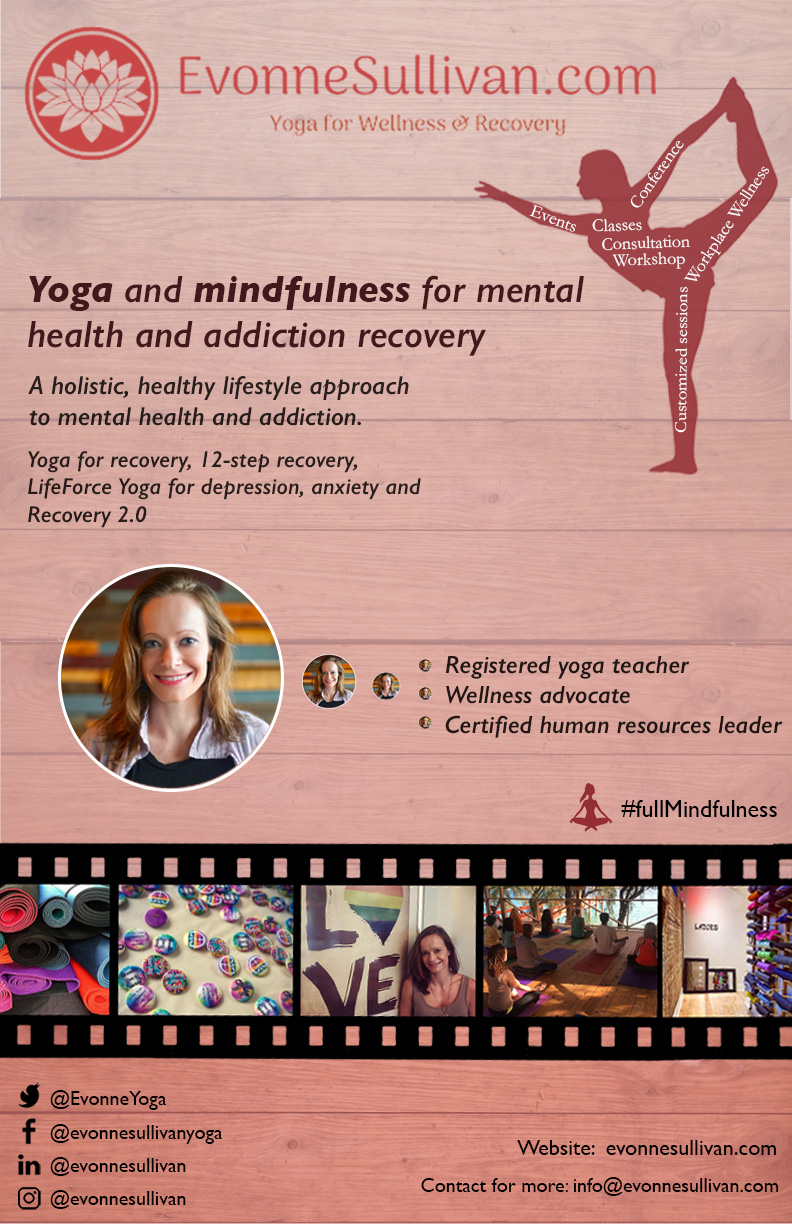 EvonneSullivan.com
Yoga for Wellness & Recovery
Conference
Events
Classes
Consultation
Workshop
Workplace Wellness
Customized sessions
Yoga and mindfulness for mental
health and addiction recovery
A holistic, healthy lifestyle approach
to mental health and addiction.
Yoga for recovery, 12-step recovery,
LifeForce Yoga for depression, anxiety and
Recovery 2.0
Registered yoga teacher
Wellness advocate
Certified human resources leader
#fullMindfulness
LOVE
LADIES
@EvonneYoga
@evonnesullivanyoga
@evonnesullivan
@evonnesullivan
Website: evonnesullivan.com
Contact for more: info@evonnesullivan.com